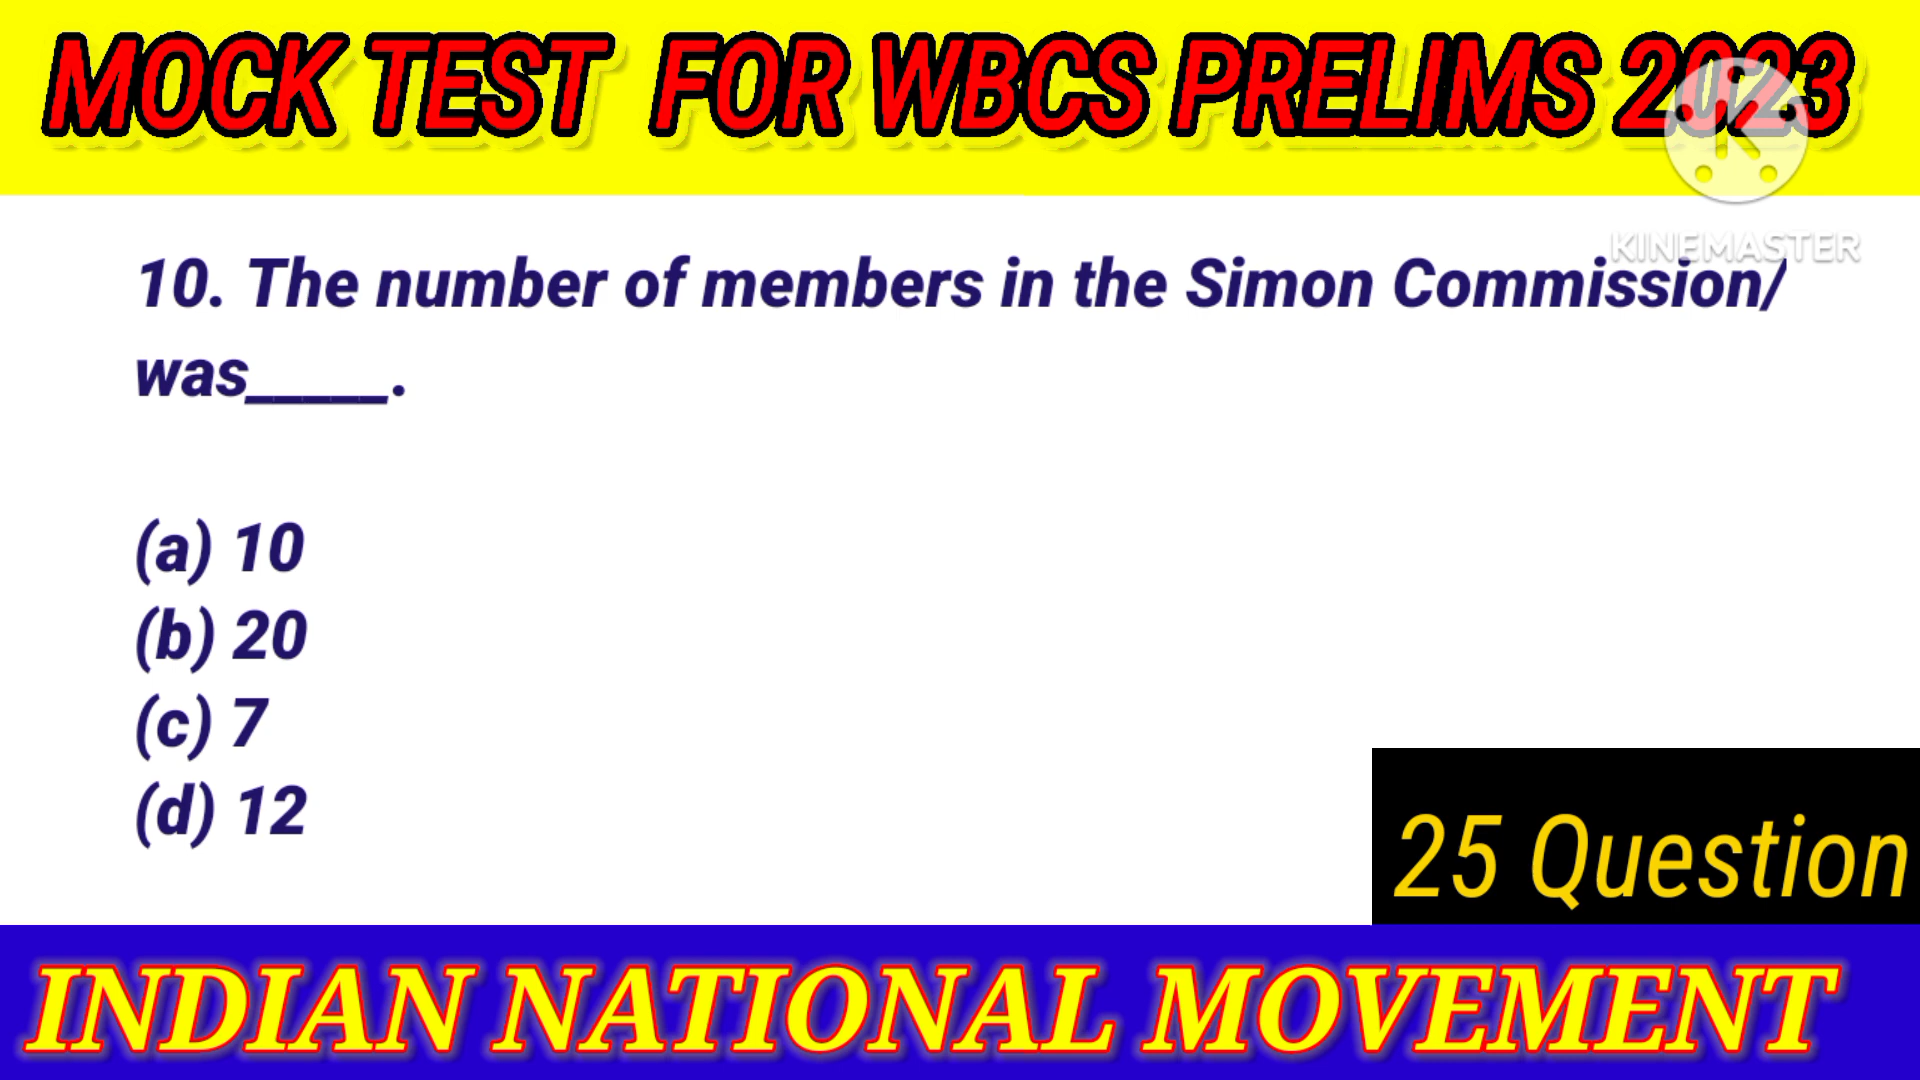 MOCK TEST FOR WBCS PRELIMS 2023
KINEMASTER
10. The number of members in the Simon Commission/
was_____.
(a) 10
(b) 20
(c) 7
(d) 12
25 Question
INDIAN NATIONAL MOVEMENT